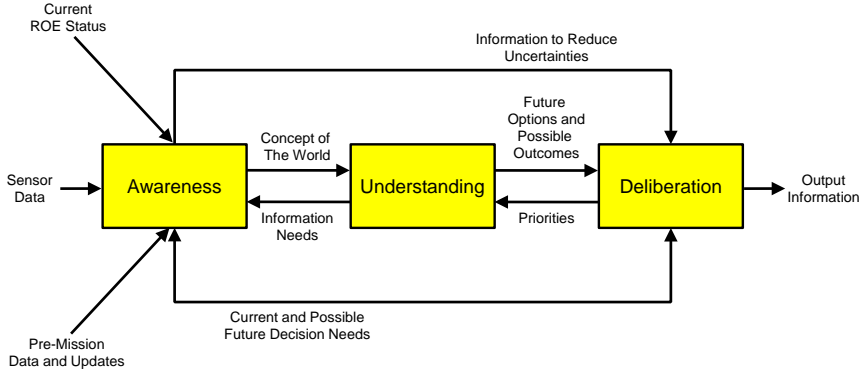 Current
ROE Status
Information to Reduce
Uncertainties
Future
Options and
Possible
Outcomes
Concept of
The World
Sensor
Data
Awareness
Understanding
Deliberation
Output
Information
Information
Needs
Priorities
Current and Possible
Future Decision Needs
Pre-Mission
Data and Updates